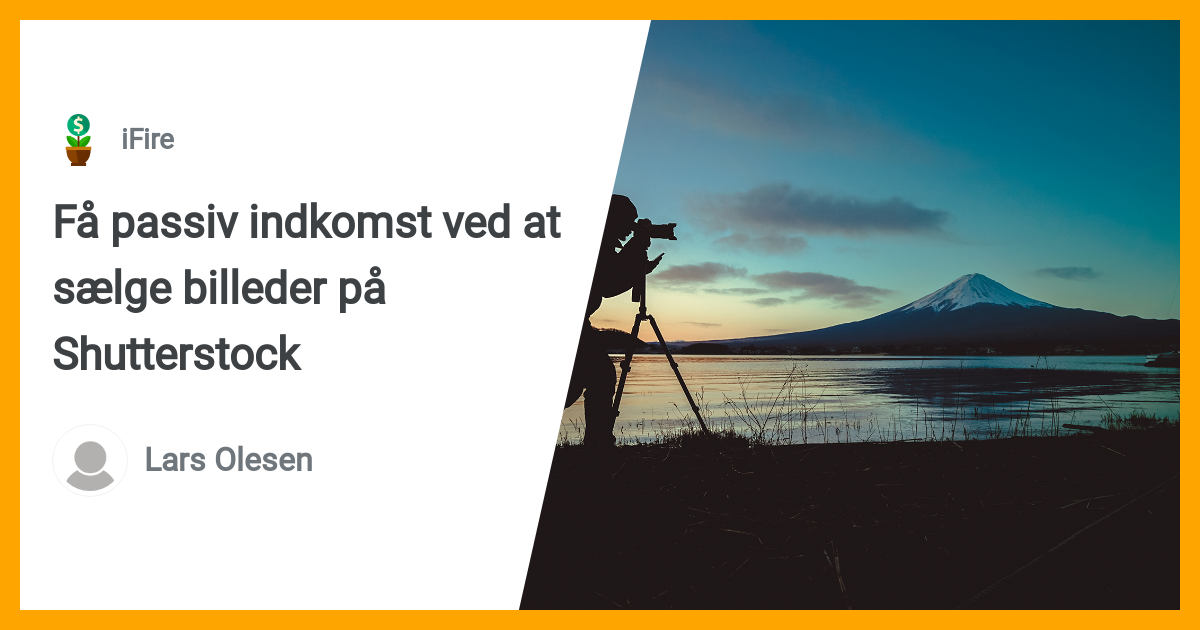 $
iFire
Få passiv indkomst ved at
sælge billeder på
Shutterstock
Lars Olesen